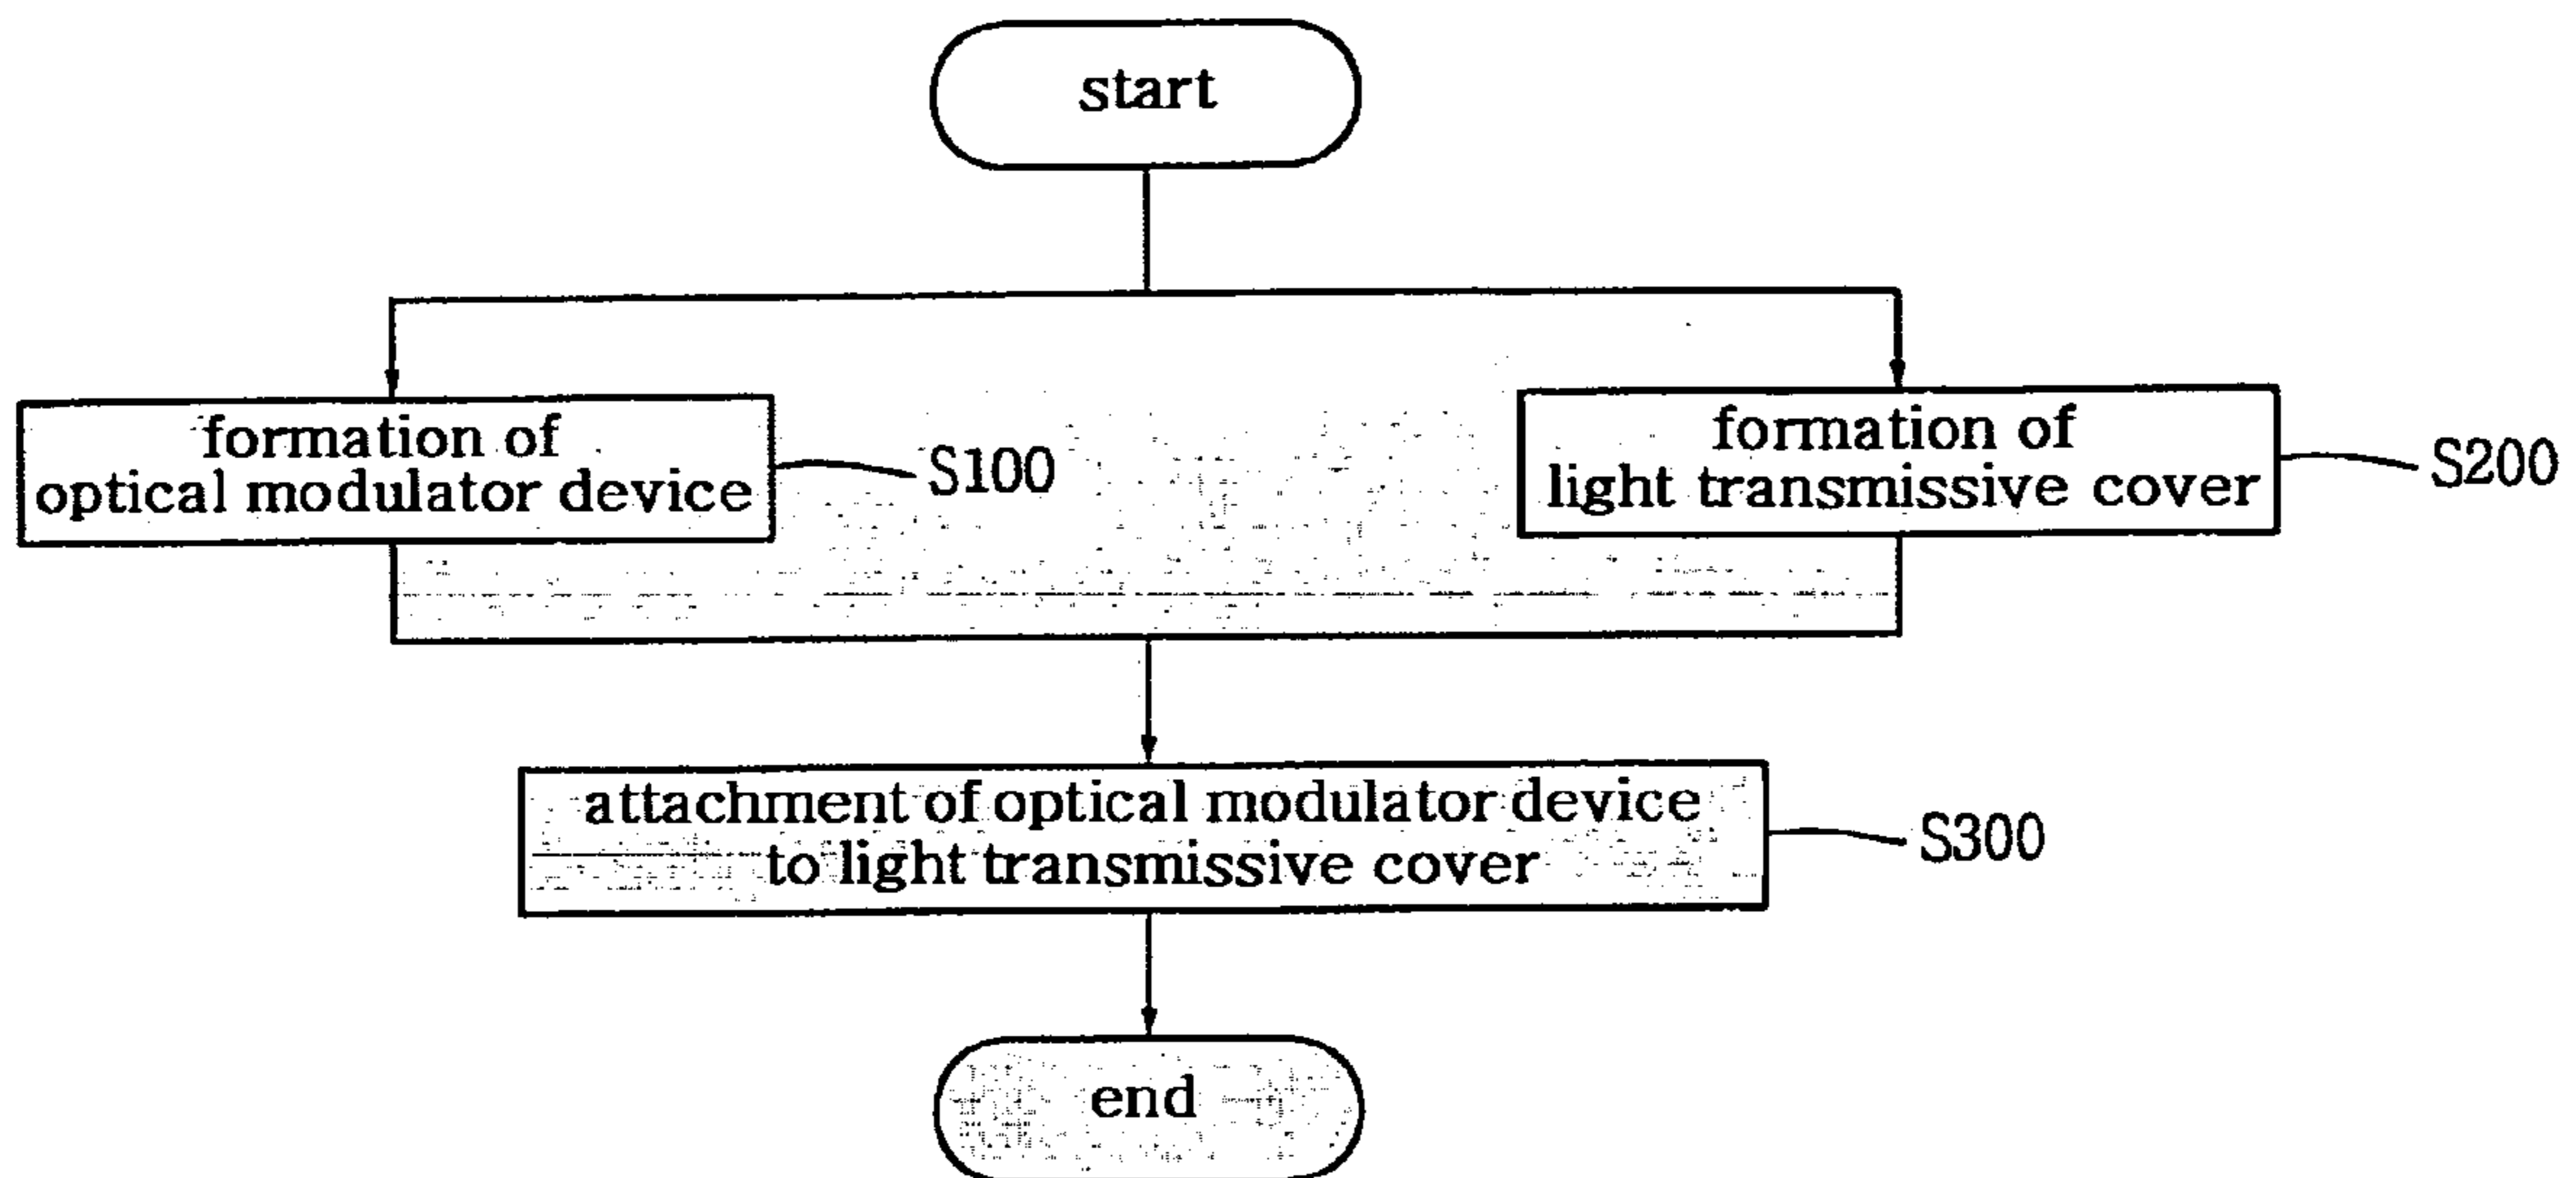 start
formation of
optical modulator device
S100
formation of
light transmissive cover
S200
attachment of optical modulator device
to light transmissive cover
S300
end